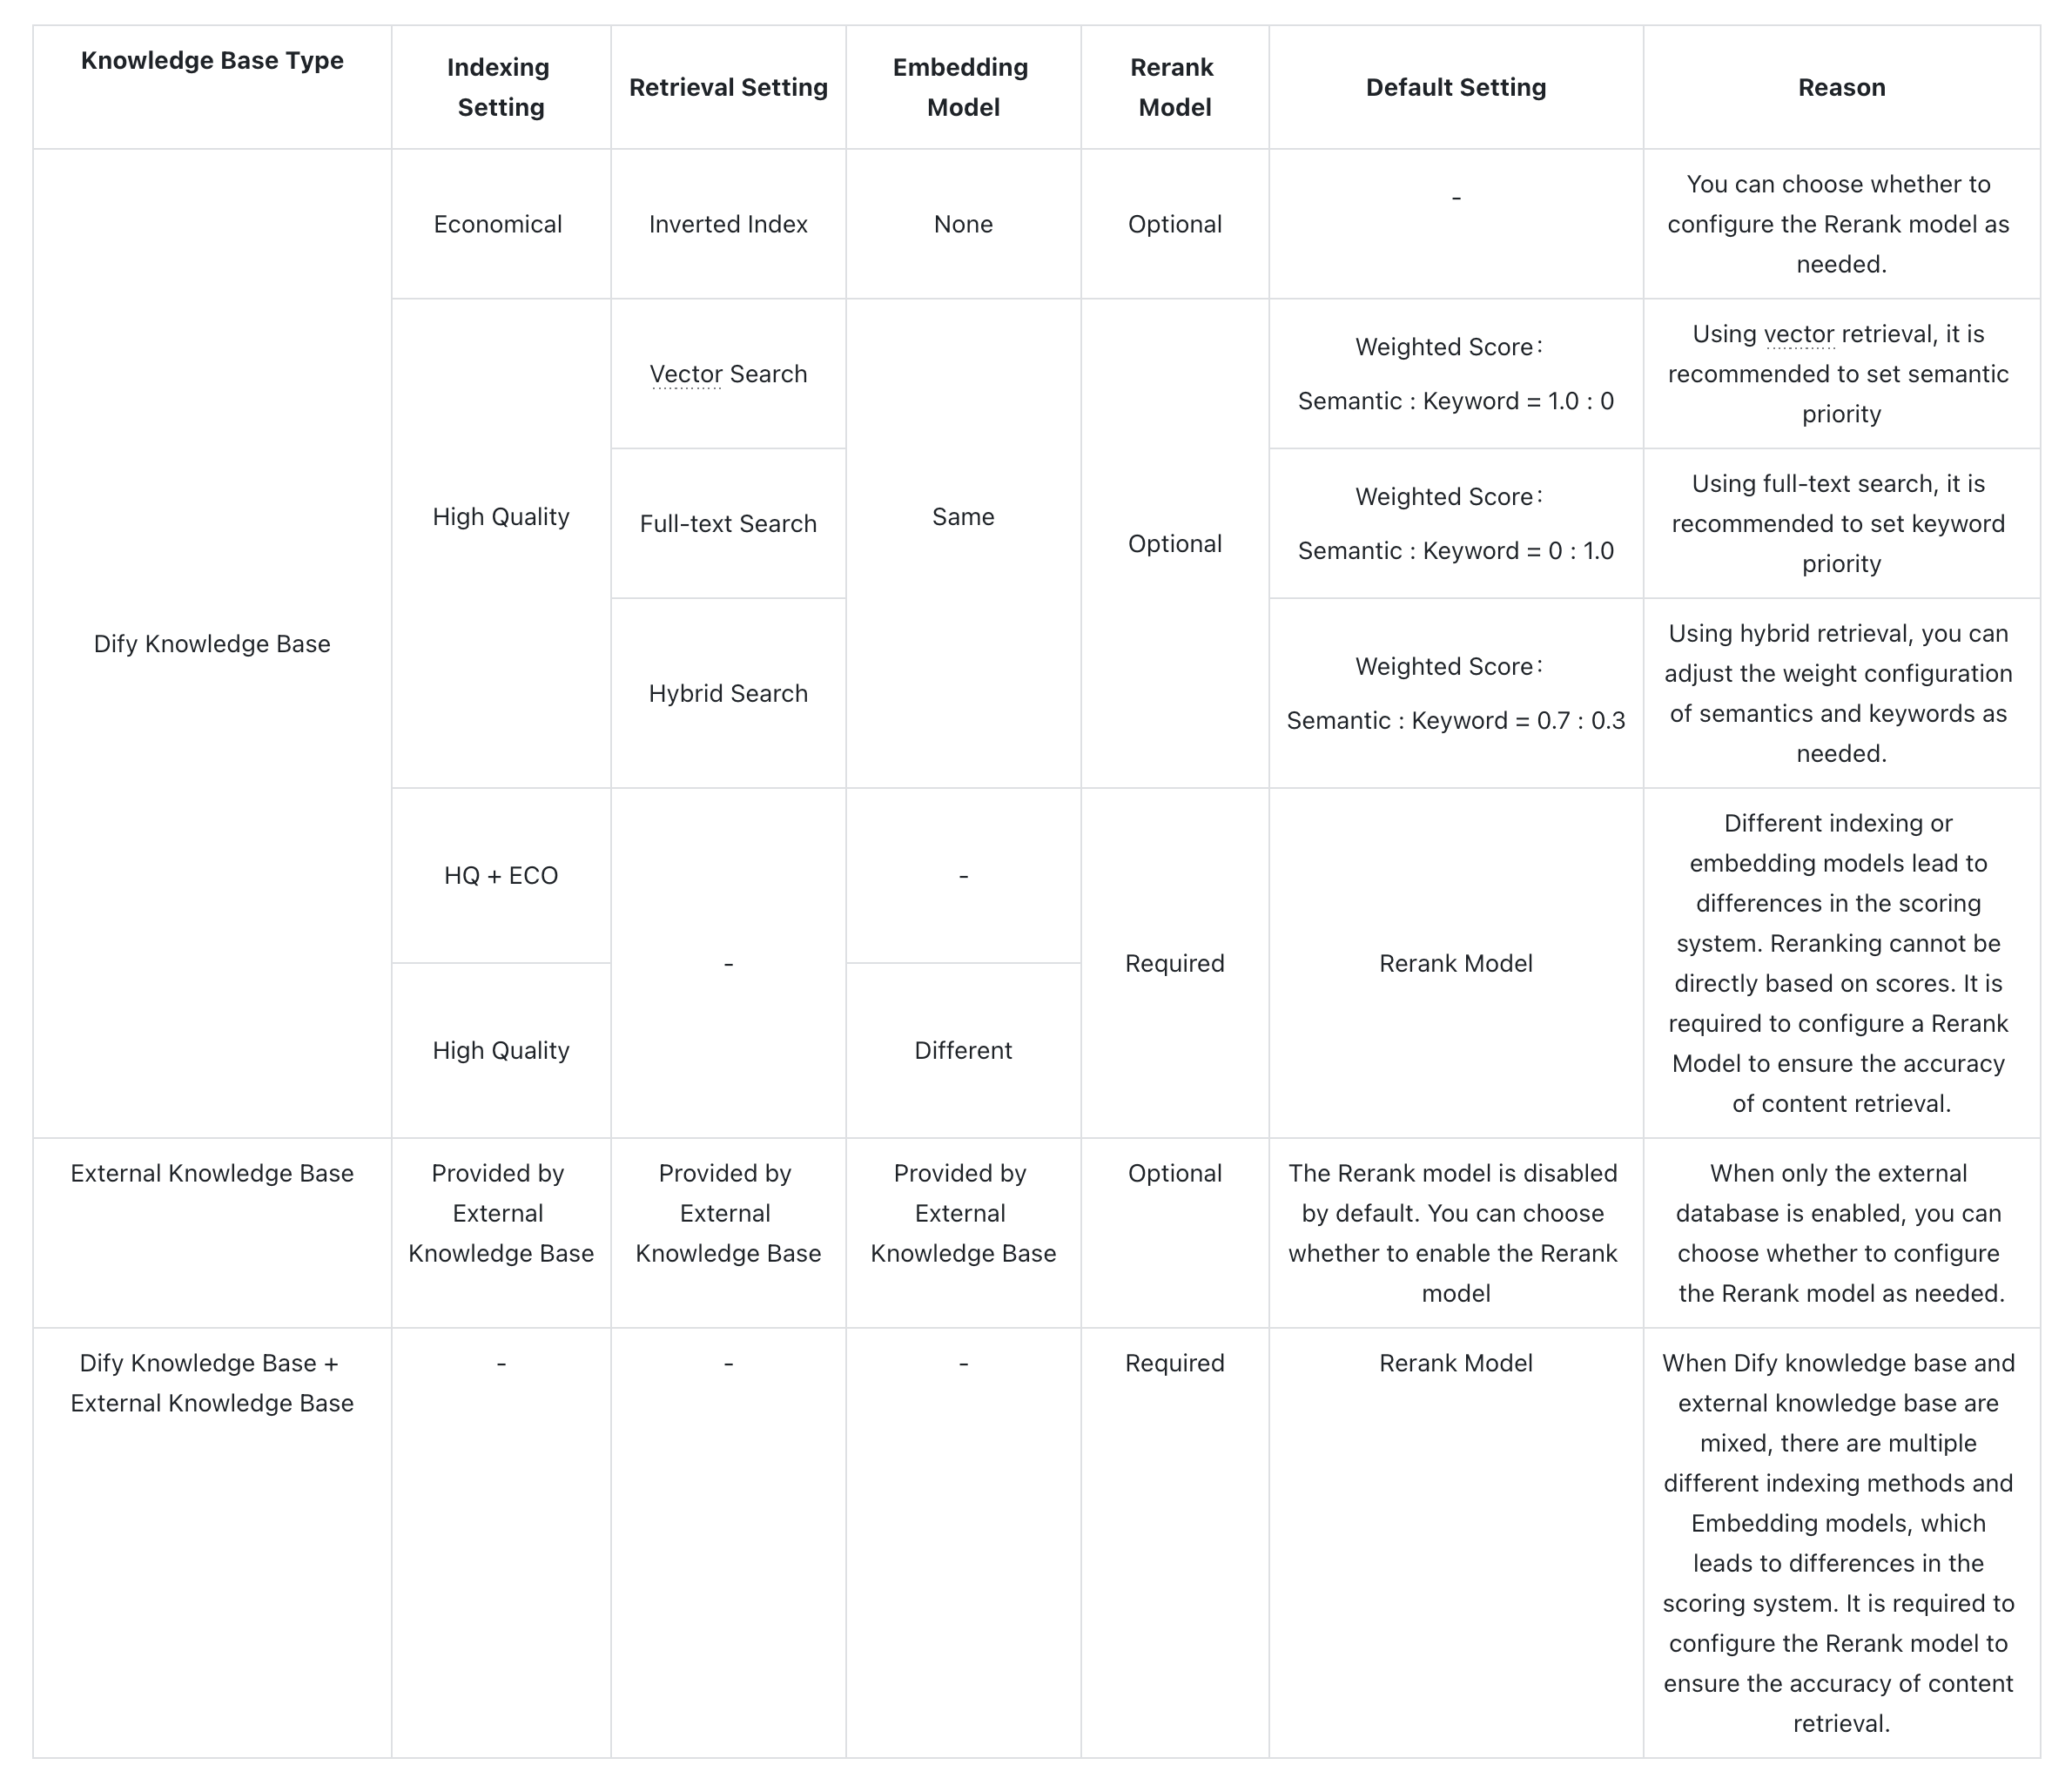 Knowledge Base Type
Indexing
Setting
Retrieval Setting
Embedding
Model
Rerank
Model
Default Setting
Reason
Dify Knowledge Base
Economical
Inverted Index
None
Optional
-
You can choose whether to
configure the Rerank model as
needed.
High Quality
Vector Search
Same
Optional
Weighted Score：
Semantic : Keyword = 1.0 : 0
Using vector retrieval, it is
recommended to set semantic
priority
Full-text Search
Weighted Score：
Semantic : Keyword = 0 : 1.0
Using full-text search, it is
recommended to set keyword
priority
Hybrid Search
Weighted Score：
Semantic : Keyword = 0.7 : 0.3
Using hybrid retrieval, you can
adjust the weight configuration
of semantics and keywords as
needed.
HQ + ECO
-
-
Required
Rerank Model
Different indexing or
embedding models lead to
differences in the scoring
system. Reranking cannot be
directly based on scores. It is
required to configure a Rerank
Model to ensure the accuracy
of content retrieval.
High Quality
Different
External Knowledge Base
Provided by
External
Knowledge Base
Provided by
External
Knowledge Base
Provided by
External
Knowledge Base
Optional
The Rerank model is disabled
by default. You can choose
whether to enable the Rerank
model
When only the external
database is enabled, you can
choose whether to configure
the Rerank model as needed.
Dify Knowledge Base +
External Knowledge Base
-
-
-
Required
Rerank Model
When Dify knowledge base and
external knowledge base are
mixed, there are multiple
different indexing methods and
Embedding models, which
leads to differences in the
scoring system. It is required to
configure the Rerank model to
ensure the accuracy of content
retrieval.